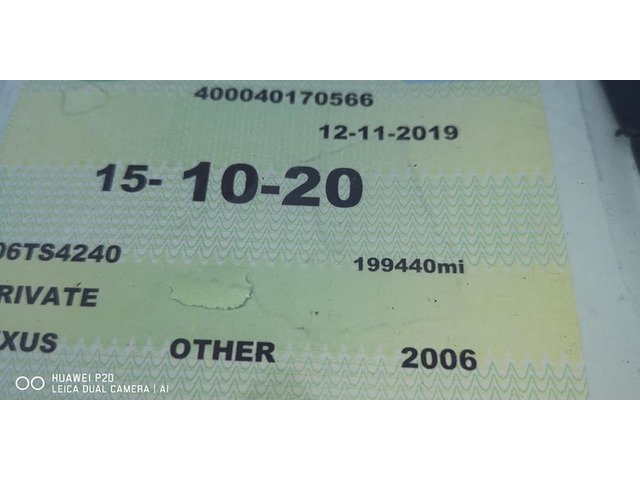 400040170566
12-11-2019
15- 10-20
06TS4240 199440mi
RIVATE
XUS OTHER 2006
HUAWEI P20
LEICA DUAL CAMERA | AI